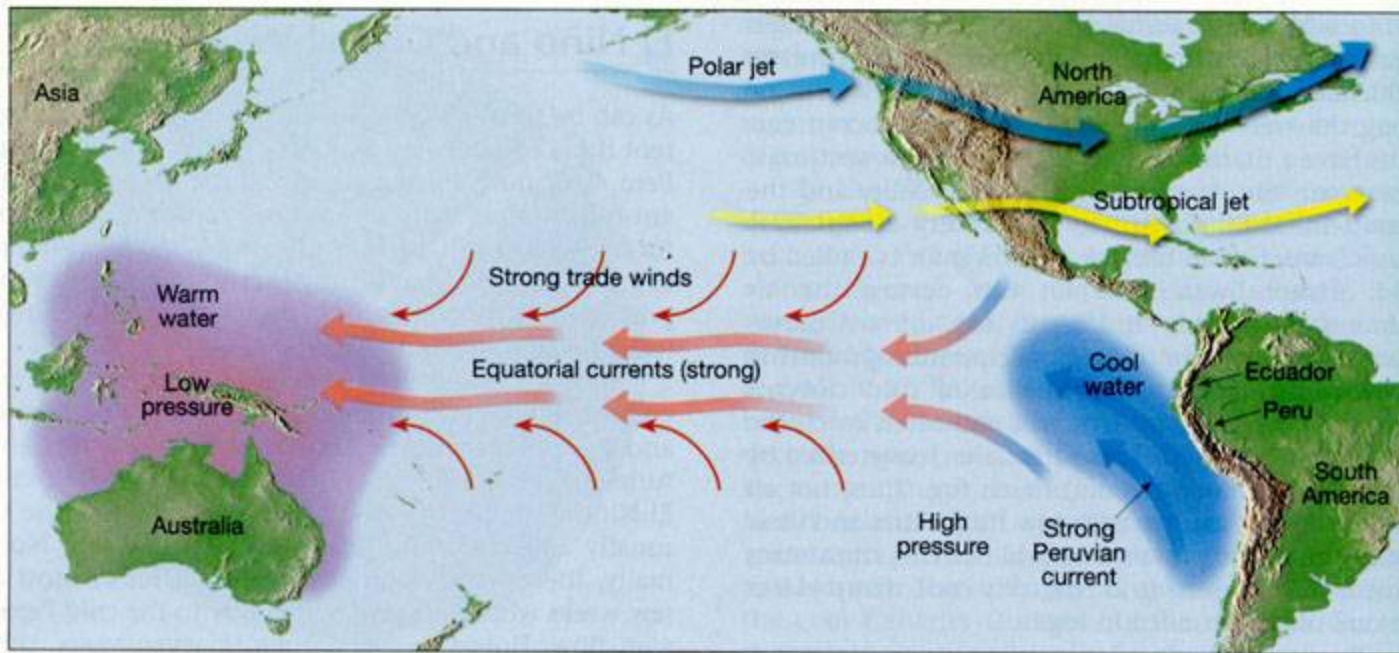 Asia
Polar jet
North
America
Subtropical jet
Strong trade winds
Warm
water
Equatorial currents (strong)
Low
pressure
Cool
water
Ecuador
Peru
South
America
Australia
High
pressure
Strong
Peruvian
current